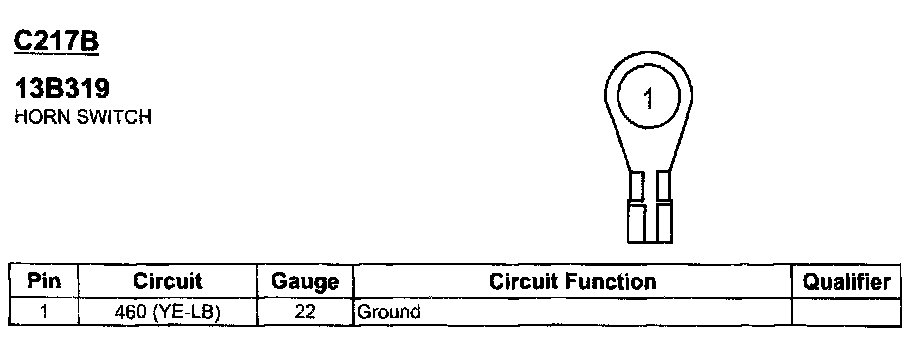 C217B
13B319
HORN SWITCH
1
Pin Circuit Gauge Circuit Function Qualifier
1 460 (YE-LB) 22 Ground